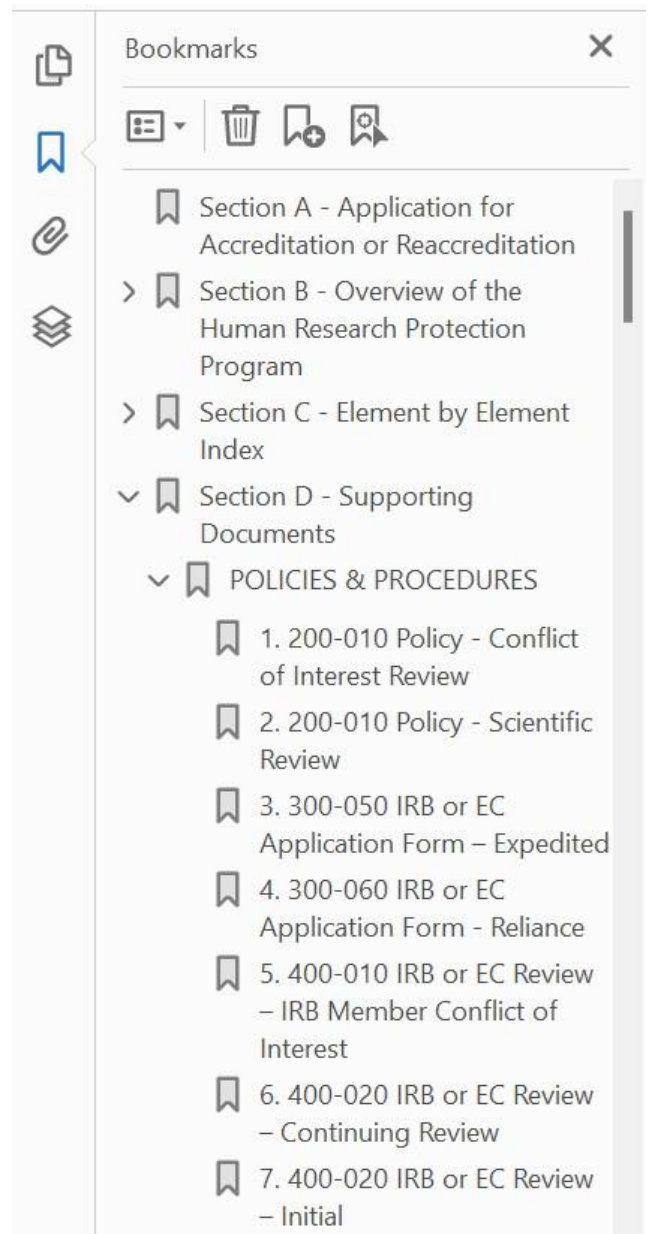 Bookmarks
Section A - Application for
Accreditation or Reaccreditation
Section B - Overview of the
Human Research Protection
Program
Section C - Element by Element
Index
Section D - Supporting
Documents
POLICIES & PROCEDURES
1. 200-010 Policy - Conflict
of Interest Review
2. 200-010 Policy - Scientific
Review
3. 300-050 IRB or EC
Application Form – Expedited
4. 300-060 IRB or EC
Application Form - Reliance
5. 400-010 IRB or EC Review
– IRB Member Conflict of
Interest
6. 400-020 IRB or EC Review
– Continuing Review
7. 400-020 IRB or EC Review
– Initial